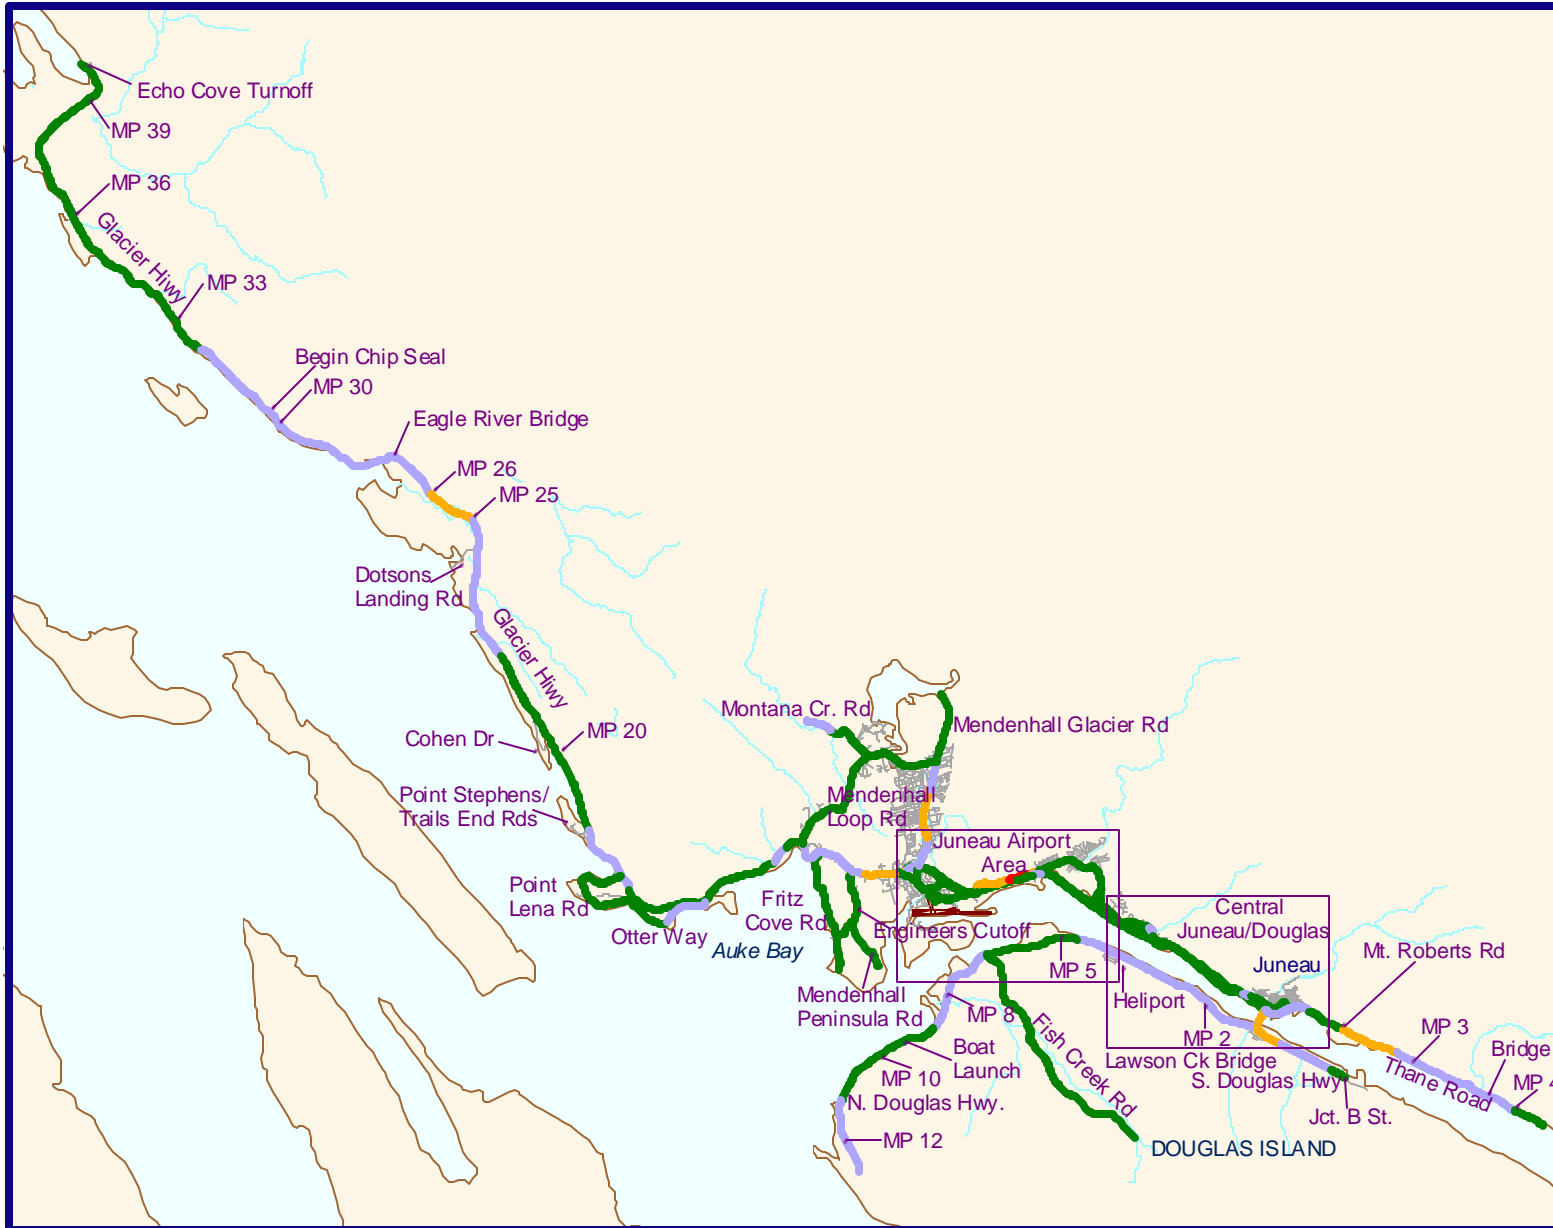 Echo Cove Turnoff
MP 39
MP 36
Glacier Hiwy
MP 33
Begin Chip Seal
MP 30
Eagle River Bridge
MP 26
MP 25
Dotsons
Landing Rd
Glacier Hiwy
MP 20
Cohen Dr
Point Stephens/
Trails End Rds
Point
Lena Rd
Otter Way
Montana Cr. Rd
Mendenhall Glacier Rd
Mendenhall
Loop Rd
Juneau Airport
Area
Fritz
Cove Rd
Engineers Cutoff
Auke Bay
Mendenhall
Peninsula Rd
Central
Juneau/Douglas
Juneau
Mt. Roberts Rd
MP 5
Heliport
MP 8
MP 2
MP 3
Bridge
MP 4
Boat
Launch
MP 10
N. Douglas Hwy.
MP 12
Fish Creek Rd
Lawson Ck Bridge
S. Douglas Hwy
Thane Road
Jct. B St.
DOUGLAS ISLAND